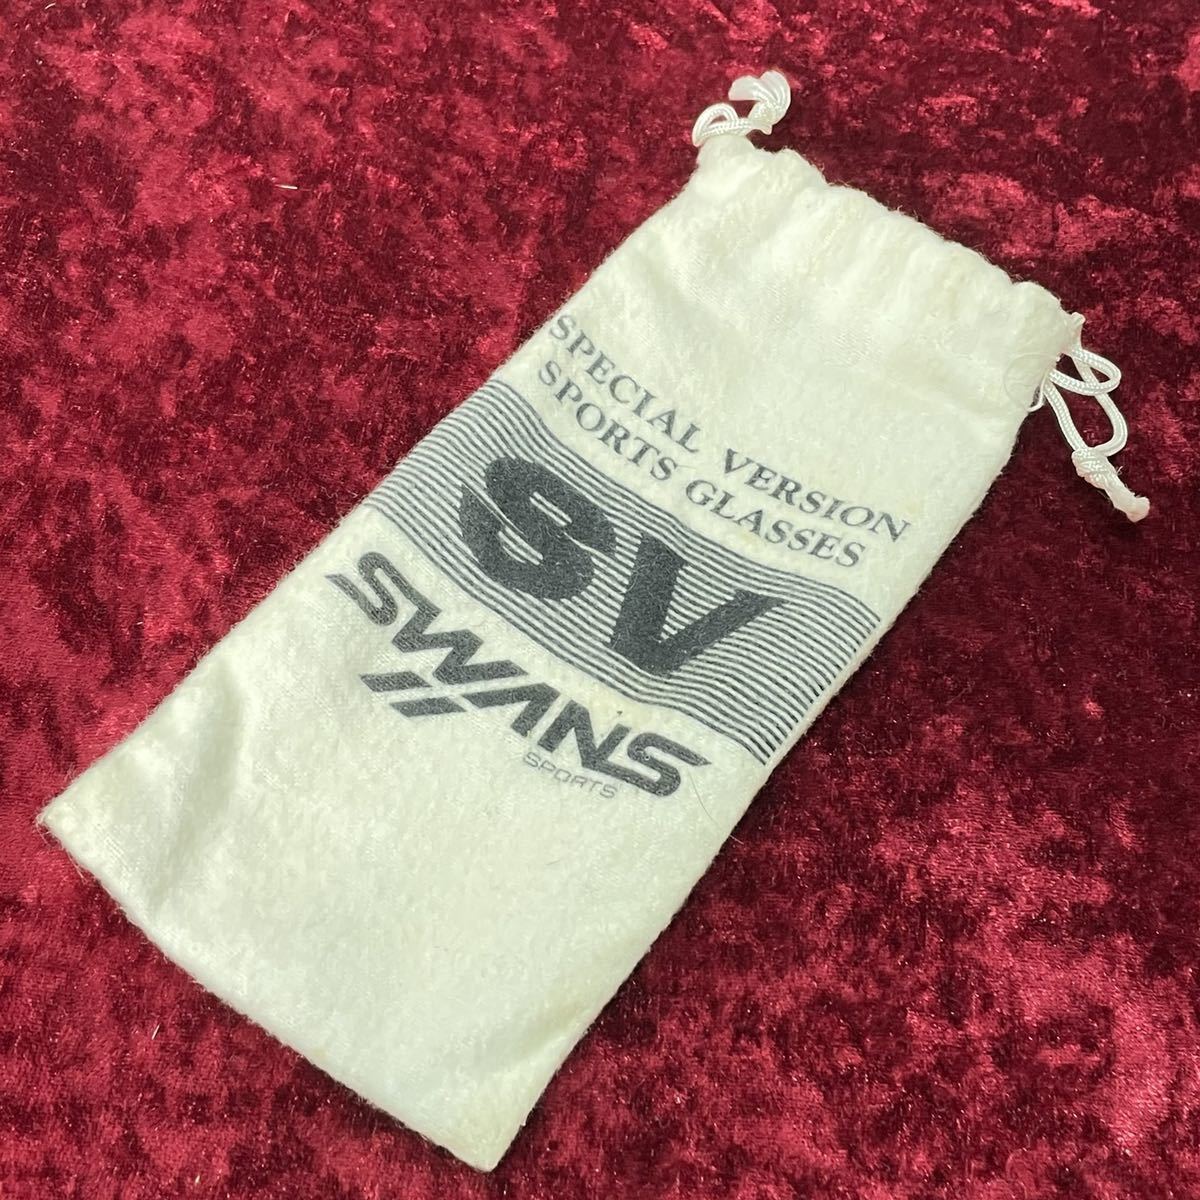 SPECIAL VERSION
SPORTS GLASSES
SV
SWANS
SPORTS